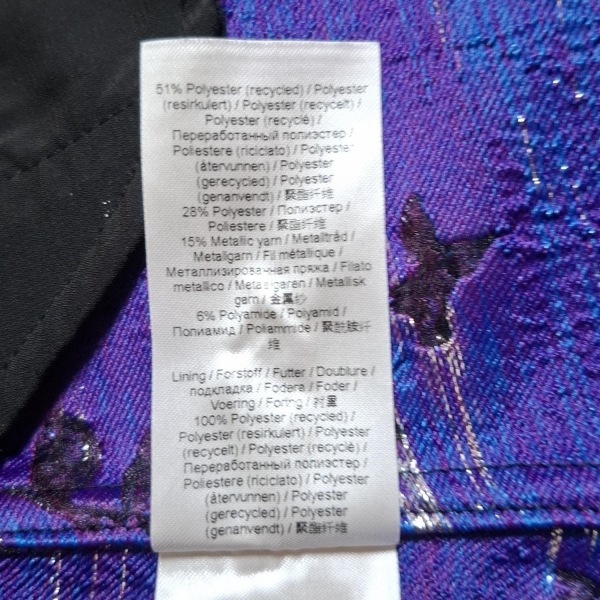 51% Polyester (recycled) / Polyester
(resirkulert) / Polyester (recycelt) /
Polyester (recyclé) /
Переработанный полиэстер /
Poliestere (riciclato) / Polyester
(återvunnen) / Polyester
(gerecycled) / Polyester
(genanvendt) / 聚酯纤维
28% Polyester / Полиэстер /
Poliestere / 聚酯纤维
15% Metallic yarn / Metalltråd /
Metallgarn / Fil métallique /
Металлизированная пряжа / Filato
metallico / Metaalgaren / Metallisk
garn / 金属纱
6% Polyamide / Polyamid /
Полиамид / Poliammide / 聚酰胺纤
维
Lining / Forstoff / Futter / Doublure /
подкладка / Fodera / Foder /
Voering / Foring / 衬里
100% Polyester (recycled) /
Polyester (resirkulert) / Polyester
(recycelt) / Polyester (recyclé) /
Переработанный полиэстер /
Poliestere (riciclato) / Polyester
(återvunnen) / Polyester
(gerecycled) / Polyester
(genanvendt) / 聚酯纤维